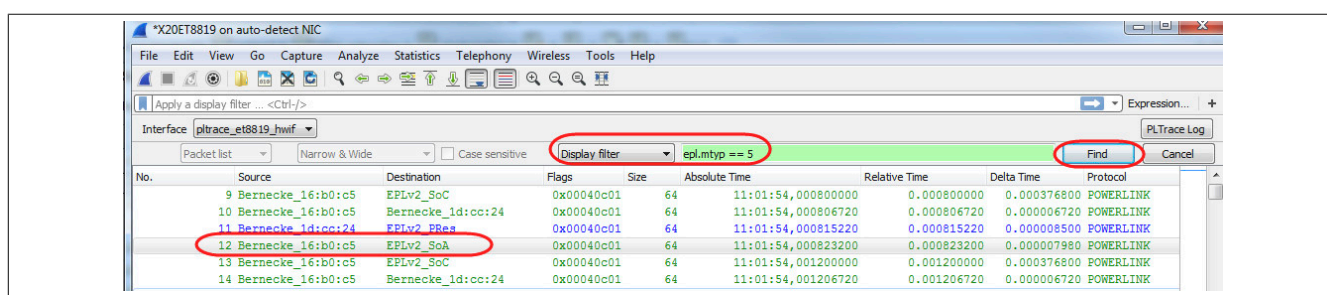 *X20ET8819 on auto-detect NIC
File Edit View Go Capture Analyze Statistics Telephony Wireless Tools Help
Apply a display filter ... <Ctrl-/> Expression... +
Interface pltrace_et8819_hwif PLTrace Log
Packet list Narrow & Wide Case sensitive Display filter epl.mtyp == 5 Find Cancel
No. Source Destination Flags Size Absolute Time Relative Time Delta Time Protocol
9 Bernecke_16:b0:c5 EPLv2_SoC 0x00040c01 64 11:01:54,000800000 0.000800000 0.000376800 POWERLINK
10 Bernecke_16:b0:c5 Bernecke_1d:cc:24 0x00040c01 64 11:01:54,000806720 0.000806720 0.000006720 POWERLINK
11 Bernecke_1d:cc:24 EPLv2_PRes 0x00040c01 64 11:01:54,000815220 0.000815220 0.000008500 POWERLINK
12 Bernecke_16:b0:c5 EPLv2_SoA 0x00040c01 64 11:01:54,000823200 0.000823200 0.000007980 POWERLINK
13 Bernecke_16:b0:c5 EPLv2_SoC 0x00040c01 64 11:01:54,001200000 0.001200000 0.000376800 POWERLINK
14 Bernecke_16:b0:c5 Bernecke_1d:cc:24 0x00040c01 64 11:01:54,001206720 0.001206720 0.000006720 POWERLINK